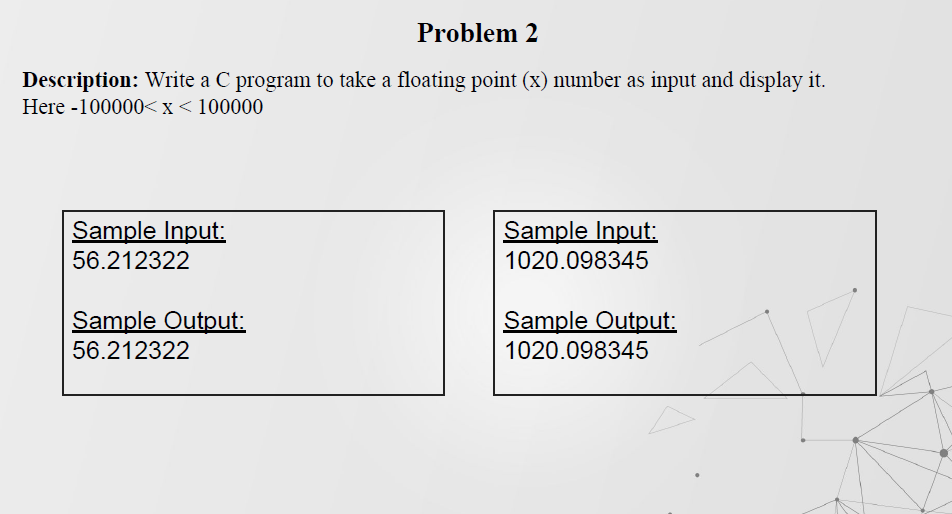 Problem 2
Description: Write a C program to take a floating point (x) number as input and display it.
Here -100000< x < 100000
Sample Input:
56.212322
Sample Output:
56.212322
Sample Input:
1020.098345
Sample Output:
1020.098345